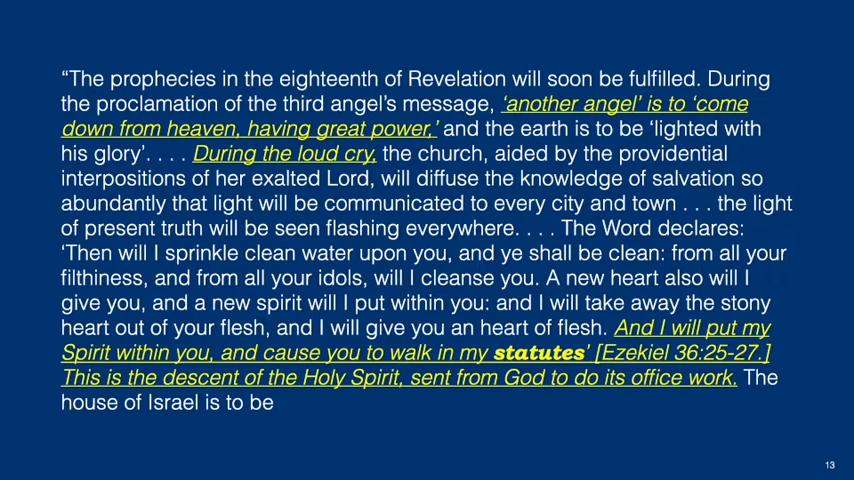 “The prophecies in the eighteenth of Revelation will soon be fulfilled. During
the proclamation of the third angel’s message, ‘another angel’ is to ‘come
down from heaven, having great power,’ and the earth is to be ‘lighted with
his glory’. . . . During the loud cry, the church, aided by the providential
interpositions of her exalted Lord, will diffuse the knowledge of salvation so
abundantly that light will be communicated to every city and town . . . the light
of present truth will be seen flashing everywhere. . . . The Word declares:
‘Then will I sprinkle clean water upon you, and ye shall be clean: from all your
filthiness, and from all your idols, will I cleanse you. A new heart also will I
give you, and a new spirit will I put within you: and I will take away the stony
heart out of your flesh, and I will give you an heart of flesh. And I will put my
Spirit within you, and cause you to walk in my statutes’ [Ezekiel 36:25-27.]
This is the descent of the Holy Spirit, sent from God to do its office work. The
house of Israel is to be
13